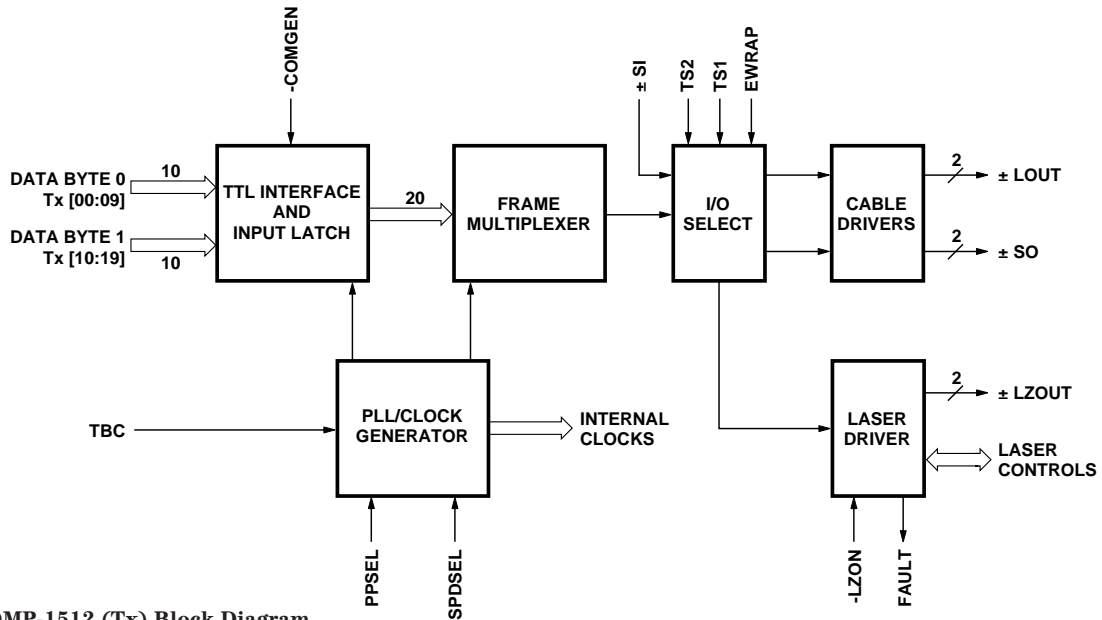 -COMGEN
± SI
TS2
TS1
EWRAP
DATA BYTE 0
Tx [00:09]
10
DATA BYTE 1
Tx [10:19]
10
TTL INTERFACE
AND
INPUT LATCH
20
FRAME
MULTIPLEXER
I/O
SELECT
CABLE
DRIVERS
2
± LOUT
2
± SO
TBC
PLL/CLOCK
GENERATOR
INTERNAL
CLOCKS
LASER
DRIVER
2
± LZOUT
LASER
CONTROLS
PPSEL
SPDSEL
-LZON
FAULT
DMP-1512 (Tx) Block Diagram.